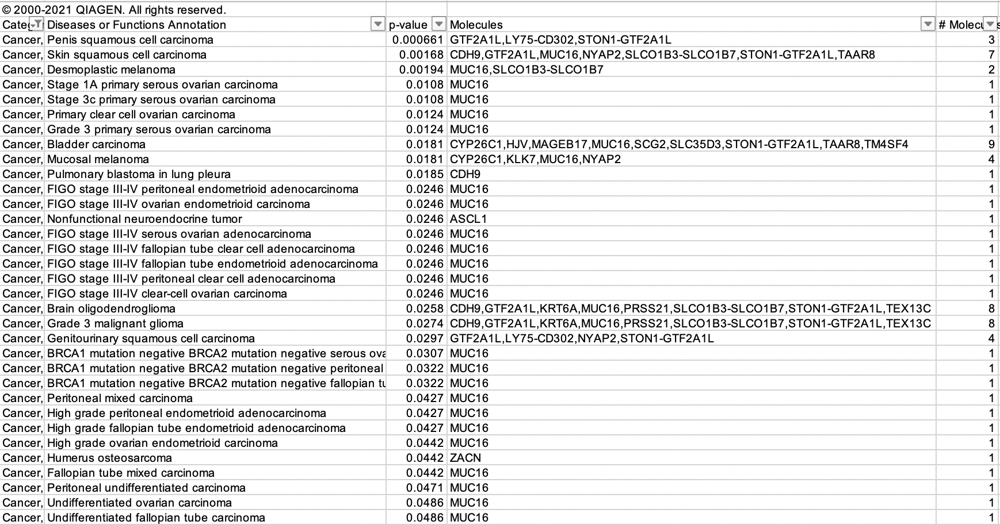 © 2000-2021 QIAGEN. All rights reserved.
Categ Diseases or Functions Annotation p-value Molecules # Molecu s
Cancer, Penis squamous cell carcinoma 0.000661 GTF2A1L,LY75-CD302,STON1-GTF2A1L 3
Cancer, Skin squamous cell carcinoma 0.00168 CDH9,GTF2A1L,MUC16,NYAP2,SLCO1B3-SLCO1B7,STON1-GTF2A1L,TAAR8 7
Cancer, Desmoplastic melanoma 0.00194 MUC16,SLCO1B3-SLCO1B7 2
Cancer, Stage 1A primary serous ovarian carcinoma 0.0108 MUC16 1
Cancer, Stage 3c primary serous ovarian carcinoma 0.0108 MUC16 1
Cancer, Primary clear cell ovarian carcinoma 0.0124 MUC16 1
Cancer, Grade 3 primary serous ovarian carcinoma 0.0124 MUC16 1
Cancer, Bladder carcinoma 0.0181 CYP26C1,HJV,MAGEB17,MUC16,SCG2,SLC35D3,STON1-GTF2A1L,TAAR8,TM4SF4 9
Cancer, Mucosal melanoma 0.0181 CYP26C1,KLK7,MUC16,NYAP2 4
Cancer, Pulmonary blastoma in lung pleura 0.0185 CDH9 1
Cancer, FIGO stage III-IV peritoneal endometrioid adenocarcinoma 0.0246 MUC16 1
Cancer, FIGO stage III-IV ovarian endometrioid carcinoma 0.0246 MUC16 1
Cancer, Nonfunctional neuroendocrine tumor 0.0246 ASCL1 1
Cancer, FIGO stage III-IV serous ovarian adenocarcinoma 0.0246 MUC16 1
Cancer, FIGO stage III-IV fallopian tube clear cell adenocarcinoma 0.0246 MUC16 1
Cancer, FIGO stage III-IV fallopian tube endometrioid adenocarcinoma 0.0246 MUC16 1
Cancer, FIGO stage III-IV peritoneal clear cell adenocarcinoma 0.0246 MUC16 1
Cancer, FIGO stage III-IV clear-cell ovarian carcinoma 0.0246 MUC16 1
Cancer, Brain oligodendroglioma 0.0258 CDH9,GTF2A1L,KRT6A,MUC16,PRSS21,SLCO1B3-SLCO1B7,STON1-GTF2A1L,TEX13C 8
Cancer, Grade 3 malignant glioma 0.0274 CDH9,GTF2A1L,KRT6A,MUC16,PRSS21,SLCO1B3-SLCO1B7,STON1-GTF2A1L,TEX13C 8
Cancer, Genitourinary squamous cell carcinoma 0.0297 GTF2A1L,LY75-CD302,NYAP2,STON1-GTF2A1L 4
Cancer, BRCA1 mutation negative BRCA2 mutation negative serous ova 0.0307 MUC16 1
Cancer, BRCA1 mutation negative BRCA2 mutation negative peritoneal 0.0322 MUC16 1
Cancer, BRCA1 mutation negative BRCA2 mutation negative fallopian tu 0.0322 MUC16 1
Cancer, Peritoneal mixed carcinoma 0.0427 MUC16 1
Cancer, High grade peritoneal endometrioid adenocarcinoma 0.0427 MUC16 1
Cancer, High grade fallopian tube endometrioid adenocarcinoma 0.0427 MUC16 1
Cancer, High grade ovarian endometrioid carcinoma 0.0442 MUC16 1
Cancer, Humerus osteosarcoma 0.0442 ZACN 1
Cancer, Fallopian tube mixed carcinoma 0.0442 MUC16 1
Cancer, Peritoneal undifferentiated carcinoma 0.0471 MUC16 1
Cancer, Undifferentiated ovarian carcinoma 0.0486 MUC16 1
Cancer, Undifferentiated fallopian tube carcinoma 0.0486 MUC16 1